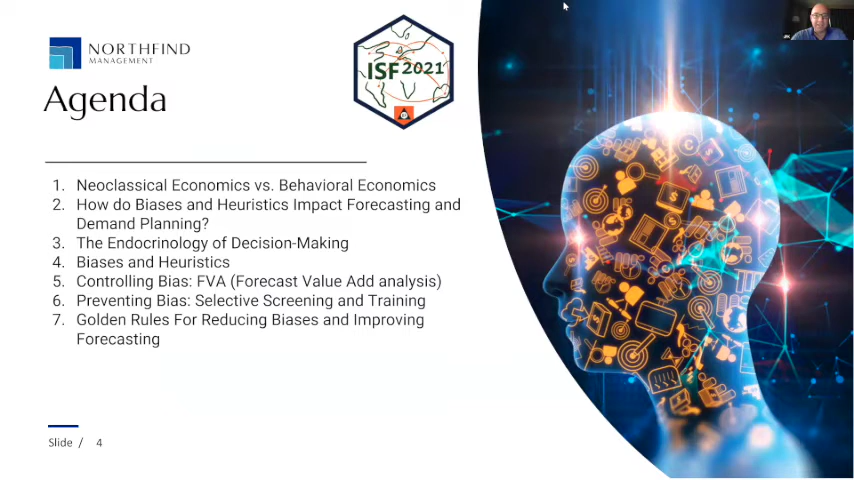 NORTHFIND
MANAGEMENT
ISF 2021
Agenda
1. Neoclassical Economics vs. Behavioral Economics
2. How do Biases and Heuristics Impact Forecasting and
Demand Planning?
3. The Endocrinology of Decision-Making
4. Biases and Heuristics
5. Controlling Bias: FVA (Forecast Value Add analysis)
6. Preventing Bias: Selective Screening and Training
7. Golden Rules For Reducing Biases and Improving
Forecasting
Slide / 4